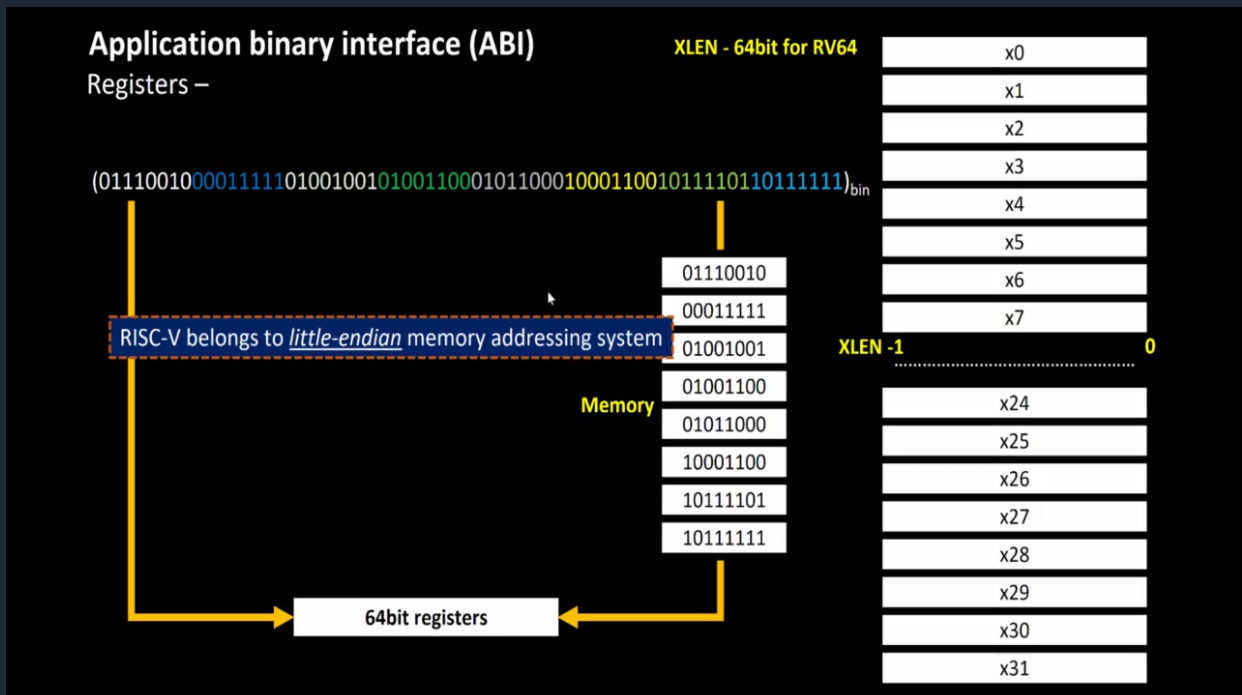 Application binary interface (ABI)
Registers –
XLEN - 64bit for RV64
(0111001000011111010010010100110001011000100011001011110110111111)bin
RISC-V belongs to little-endian memory addressing system
Memory
01110010
00011111
01001001
01001100
01011000
10001100
10111101
10111111
64bit registers
x0
x1
x2
x3
x4
x5
x6
x7
XLEN -1 0
x24
x25
x26
x27
x28
x29
x30
x31